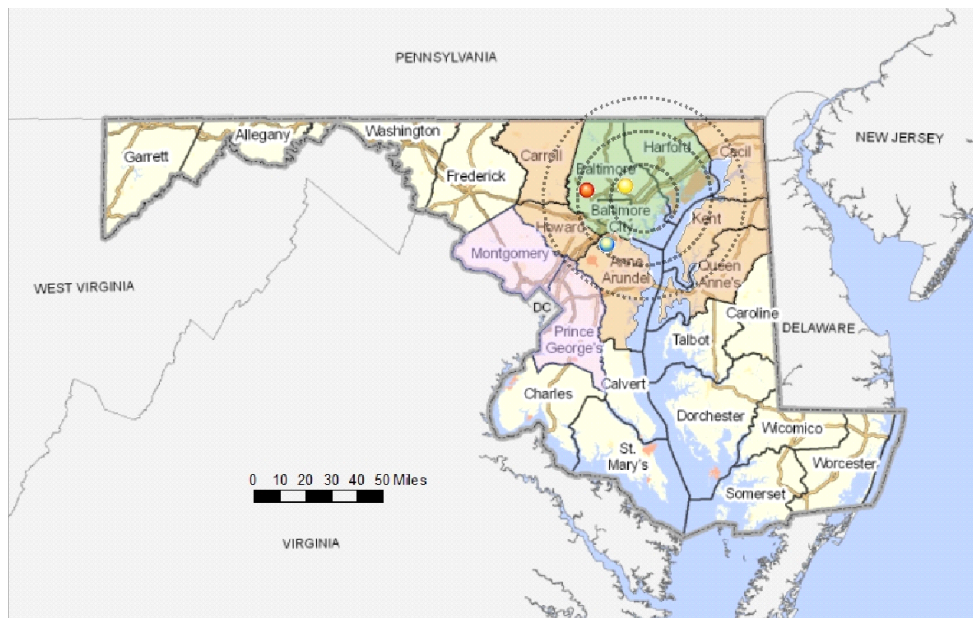 PENNSYLVANIA
NEW JERSEY
Garrett
Allegany
Washington
Frederick
Carroll
Baltimore
Harford
Cecil
Baltimore
City
Howard
Kent
Montgomery
Anne
Arundel
Queen
Anne's
WEST VIRGINIA
DC
Caroline
DELAWARE
Prince
George's
Talbot
Charles
Calvert
Dorchester
Wicomico
St.
Mary's
Worcester
Somerset
0 10 20 30 40 50 Miles
VIRGINIA